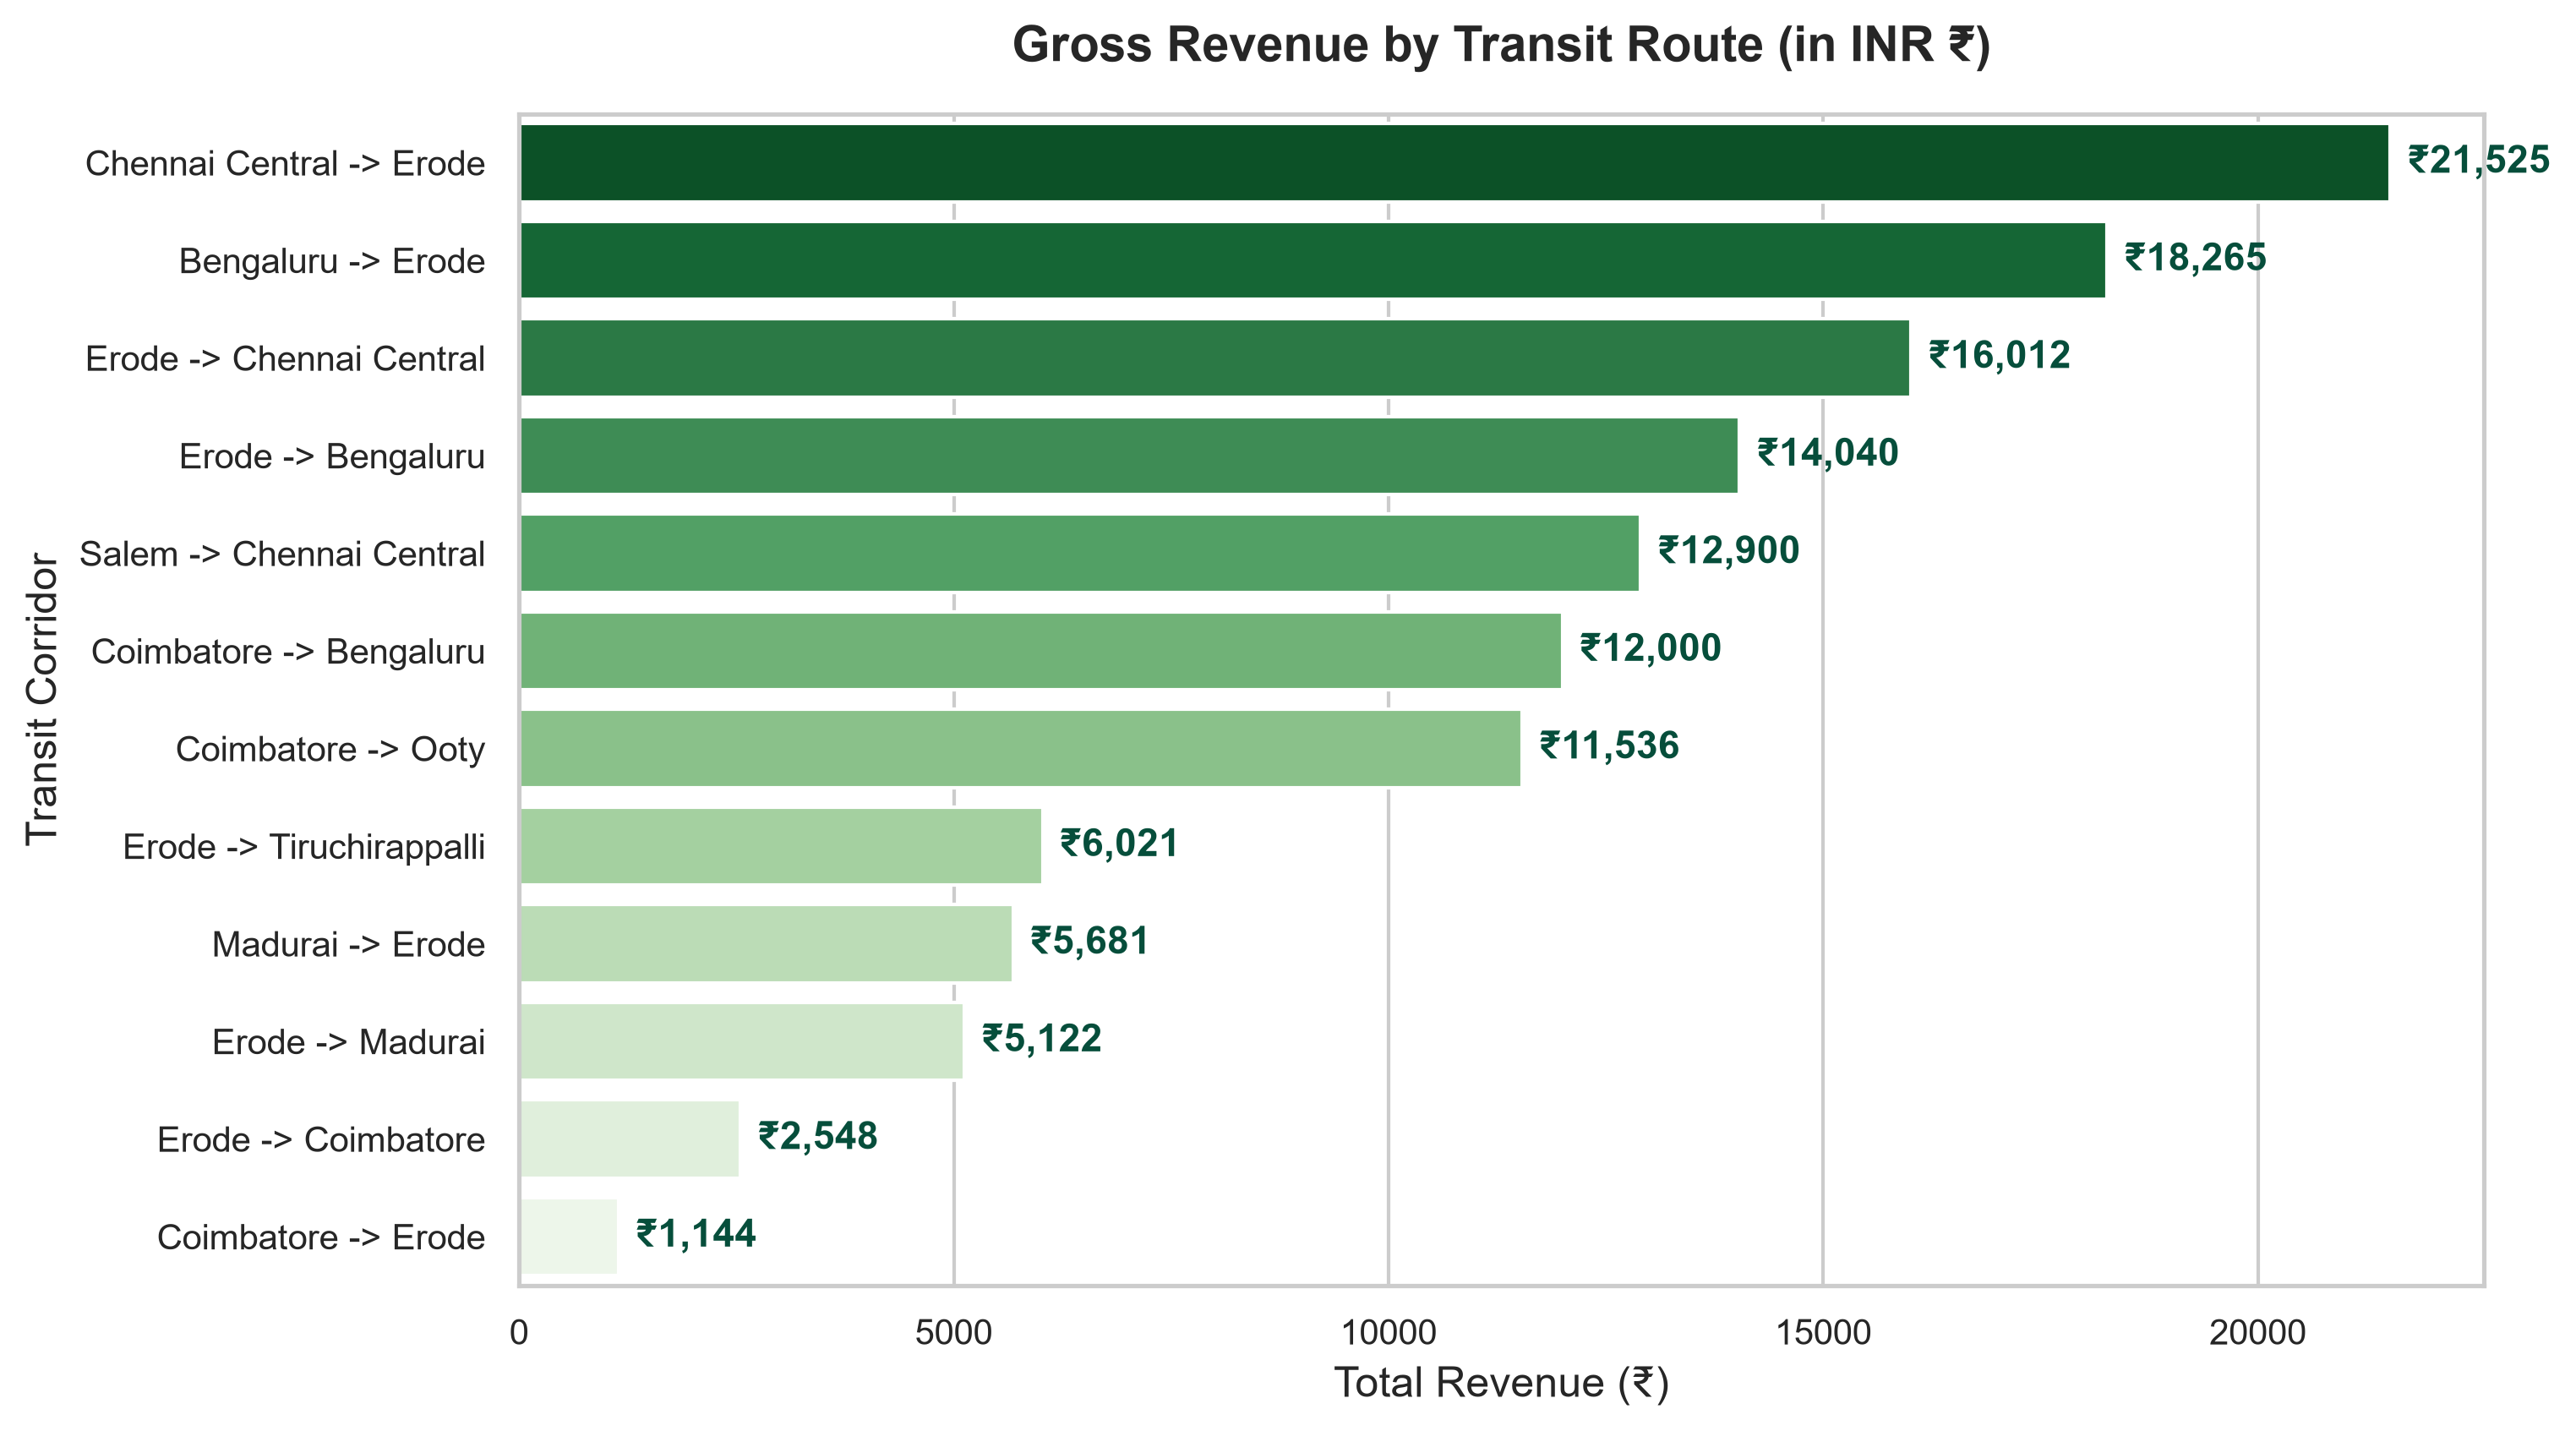 Gross Revenue by Transit Route (in INR ₹)
Transit Corridor
Chennai Central -> Erode ₹21,525
Bengaluru -> Erode ₹18,265
Erode -> Chennai Central ₹16,012
Erode -> Bengaluru ₹14,040
Salem -> Chennai Central ₹12,900
Coimbatore -> Bengaluru ₹12,000
Coimbatore -> Ooty ₹11,536
Erode -> Tiruchirappalli ₹6,021
Madurai -> Erode ₹5,681
Erode -> Madurai ₹5,122
Erode -> Coimbatore ₹2,548
Coimbatore -> Erode ₹1,144
0 5000 10000 15000 20000
Total Revenue (₹)